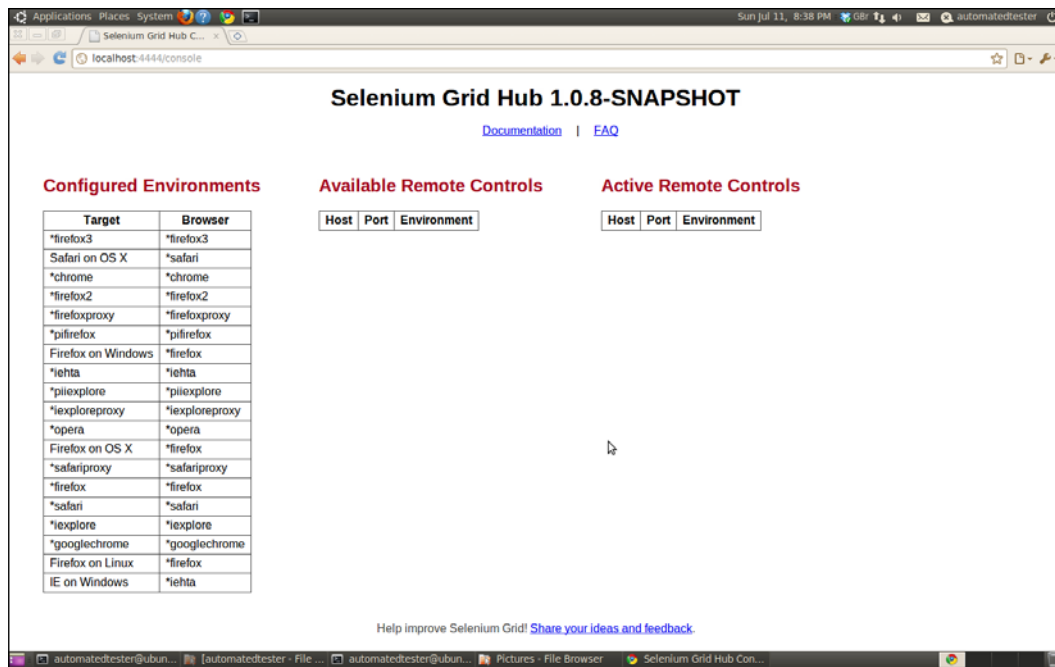 Applications Places System
Sun Jul 11, 8:38 PM GBr automatedtester
Selenium Grid Hub C...
localhost:4444/console
Selenium Grid Hub 1.0.8-SNAPSHOT
Documentation | FAQ
Configured Environments
Target Browser
*firefox3 *firefox3
Safari on OS X *safari
*chrome *chrome
*firefox2 *firefox2
*firefoxproxy *firefoxproxy
*pifirefox *pifirefox
Firefox on Windows *firefox
*iehta *iehta
*piiexplore *piiexplore
*iexploreproxy *iexploreproxy
*opera *opera
Firefox on OS X *firefox
*safariproxy *safariproxy
*firefox *firefox
*safari *safari
*iexplore *iexplore
*googlechrome *googlechrome
Firefox on Linux *firefox
IE on Windows *iehta
Available Remote Controls
Host Port Environment
Active Remote Controls
Host Port Environment
Help improve Selenium Grid! Share your ideas and feedback.
automatedtester@ubun... [automatedtester - File ... automatedtester@ubun... Pictures - File Browser Selenium Grid Hub Con...